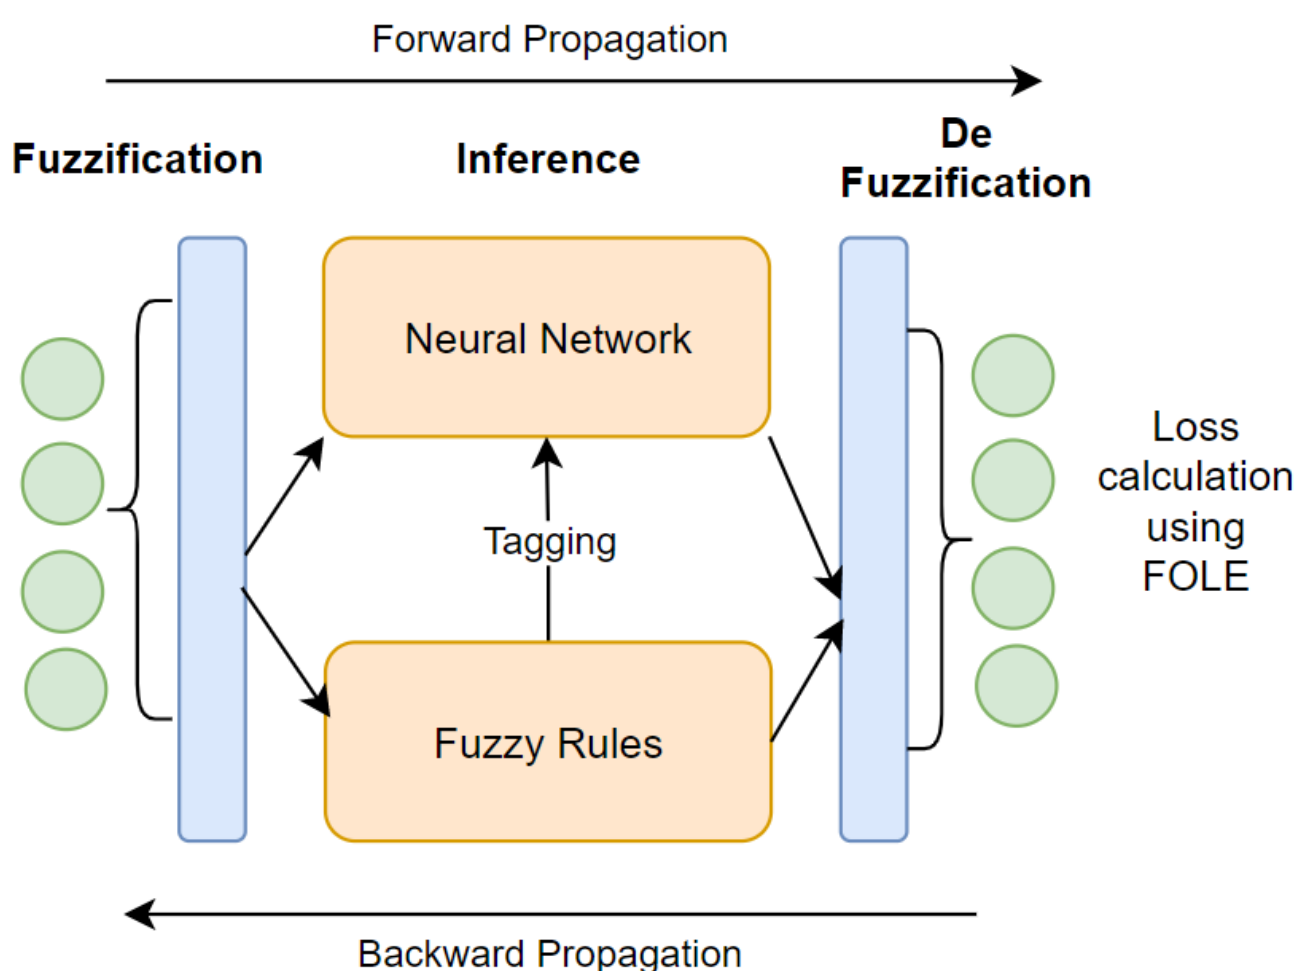 Forward Propagation
Fuzzification
Inference
De
Fuzzification
Neural Network
Tagging
Fuzzy Rules
Loss
calculation
using
FOLE
Backward Propagation